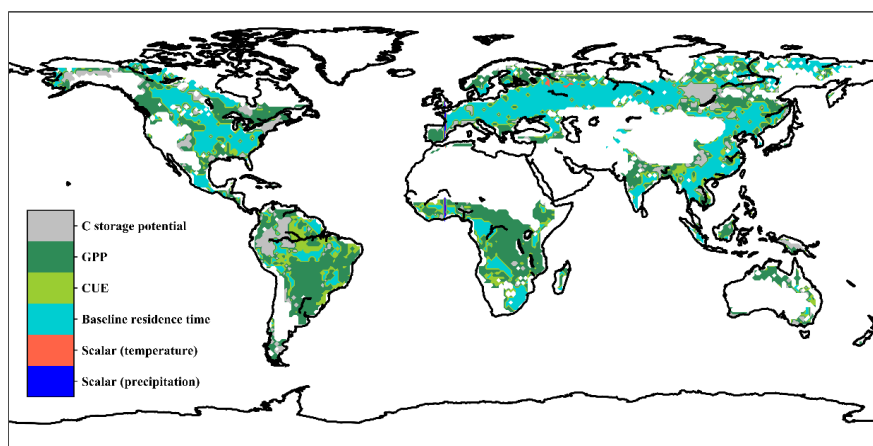 C storage potential
GPP
CUE
Baseline residence time
Scalar (temperature)
Scalar (precipitation)